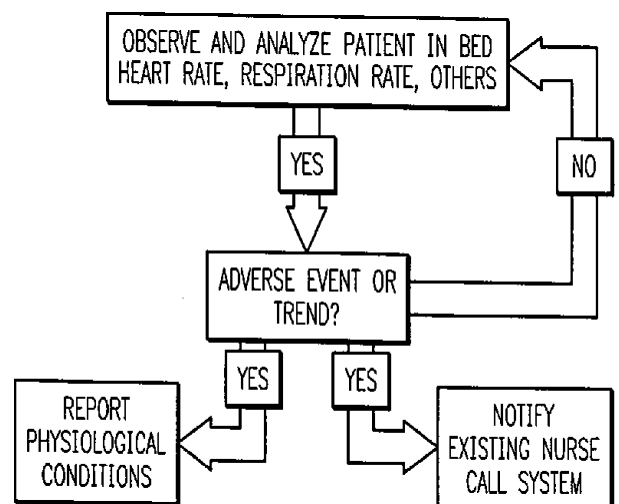 OBSERVE AND ANALYZE PATIENT IN BED
HEART RATE, RESPIRATION RATE, OTHERS
YES
NO
ADVERSE EVENT OR
TREND?
YES
YES
REPORT
PHYSIOLOGICAL
CONDITIONS
NOTIFY
EXISTING NURSE
CALL SYSTEM